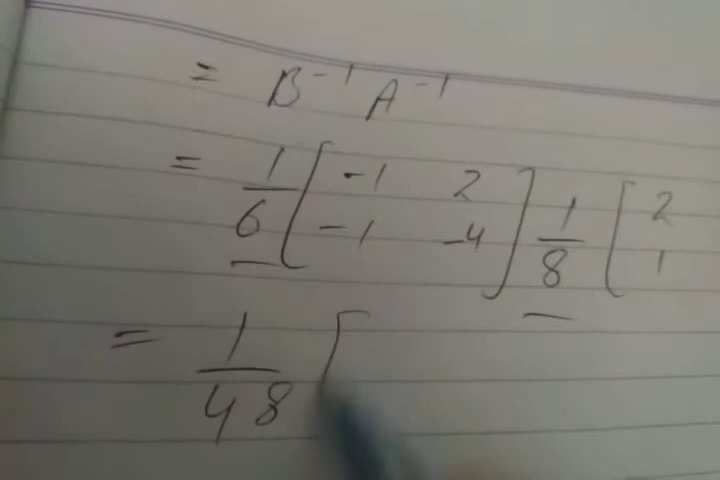 = B⁻¹ A⁻¹
= 1/6 [ -1 2 ; -1 -4 ] 1/8 [ 2 ; 1
= 1/48 [